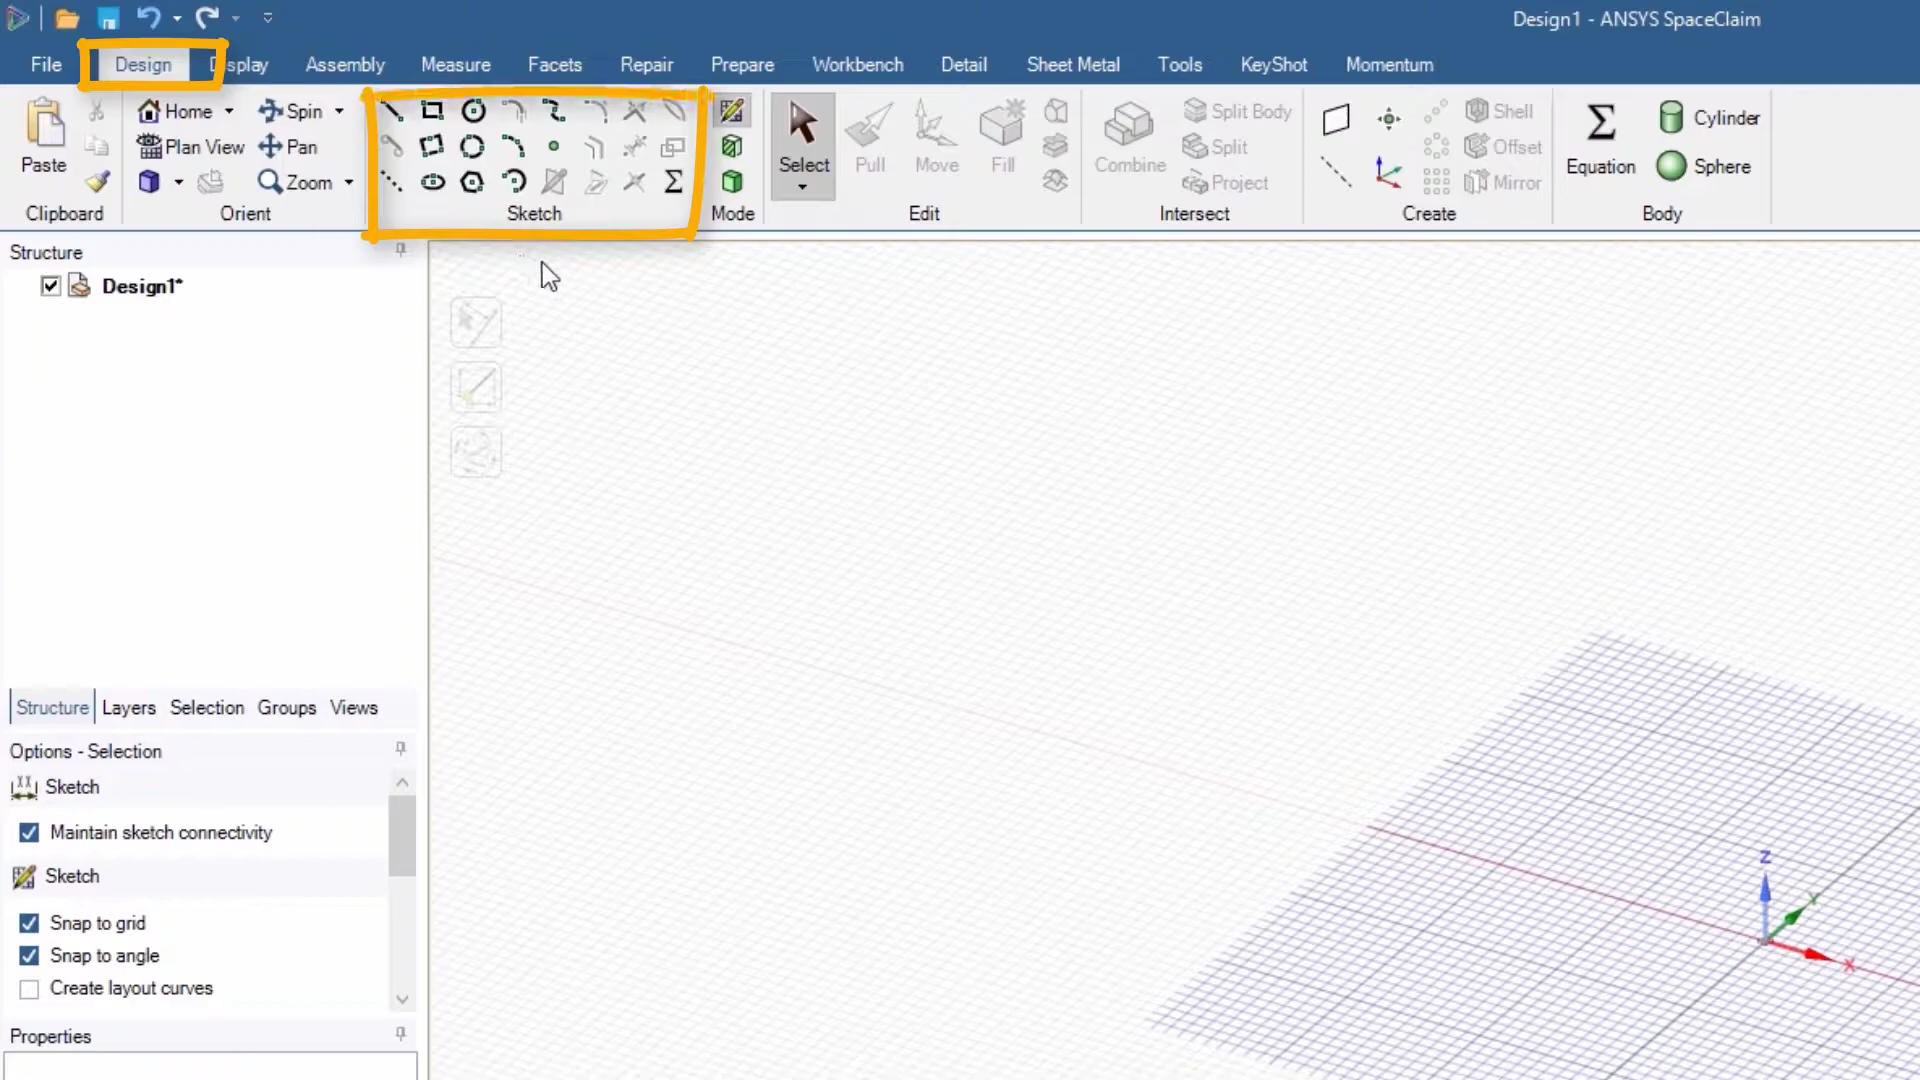 Design1 - ANSYS SpaceClaim
File Design Display Assembly Measure Facets Repair Prepare Workbench Detail Sheet Metal Tools KeyShot Momentum
Paste
Clipboard
Home Spin
Plan View Pan
Zoom
Orient
Sketch
Mode
Select Pull Move Fill
Edit
Combine
Split Body
Split
Project
Intersect
Shell
Offset
Mirror
Create
Equation
Cylinder
Sphere
Body
Structure
Design1*
Structure Layers Selection Groups Views
Options - Selection
Sketch
Maintain sketch connectivity
Sketch
Snap to grid
Snap to angle
Create layout curves
Properties
Z
Y
X